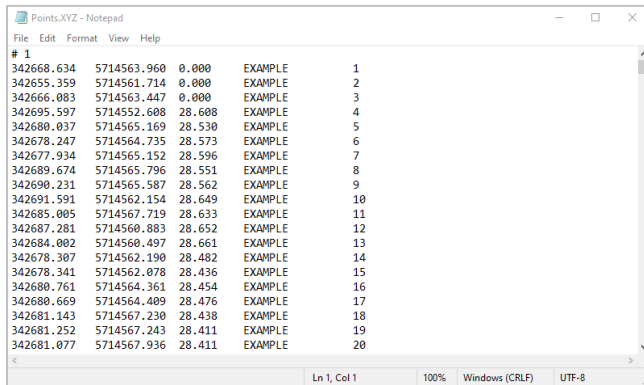 Points.XYZ - Notepad
File Edit Format View Help
# 1
342668.634 5714563.960 0.000 EXAMPLE 1
342655.359 5714561.714 0.000 EXAMPLE 2
342666.083 5714563.447 0.000 EXAMPLE 3
342695.597 5714552.608 28.608 EXAMPLE 4
342680.037 5714565.169 28.530 EXAMPLE 5
342678.247 5714564.735 28.573 EXAMPLE 6
342677.934 5714565.152 28.596 EXAMPLE 7
342689.674 5714565.796 28.551 EXAMPLE 8
342690.231 5714565.587 28.562 EXAMPLE 9
342691.591 5714562.154 28.649 EXAMPLE 10
342685.005 5714567.719 28.633 EXAMPLE 11
342687.281 5714560.883 28.652 EXAMPLE 12
342684.002 5714560.497 28.661 EXAMPLE 13
342678.307 5714562.190 28.482 EXAMPLE 14
342678.341 5714562.078 28.436 EXAMPLE 15
342680.761 5714564.361 28.454 EXAMPLE 16
342680.669 5714564.409 28.476 EXAMPLE 17
342681.143 5714567.230 28.438 EXAMPLE 18
342681.252 5714567.243 28.411 EXAMPLE 19
342681.077 5714567.936 28.411 EXAMPLE 20
Ln 1, Col 1 100% Windows (CRLF) UTF-8